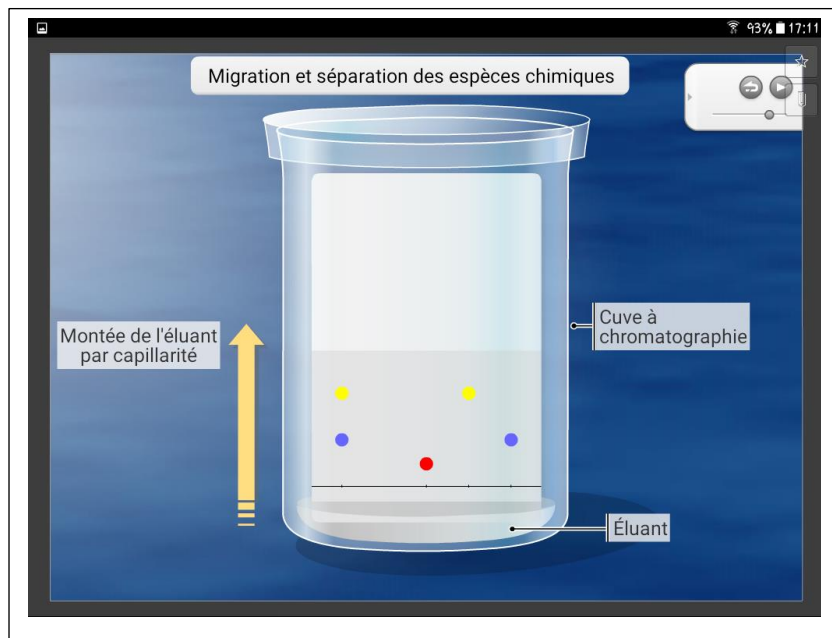 93% 17:11
Migration et séparation des espèces chimiques
Montée de l'éluant
par capillarité
Cuve à
chromatographie
Éluant